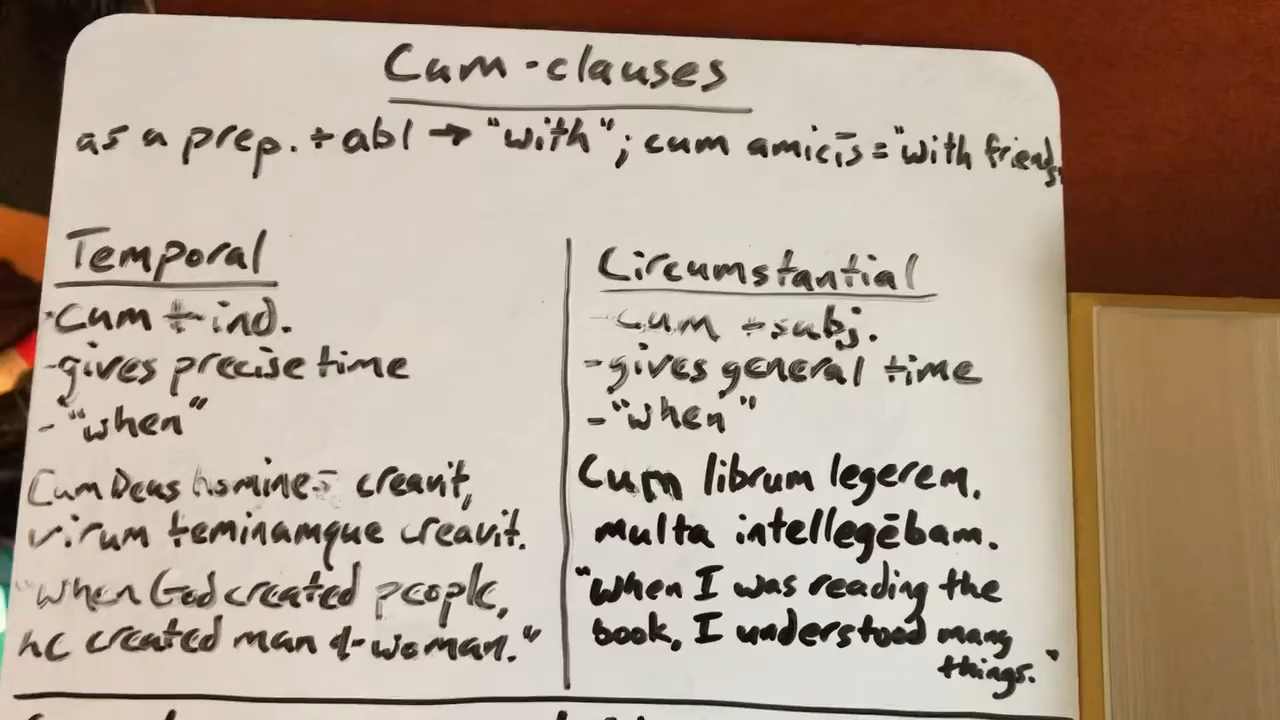 Cum-clauses
as a prep. + abl → "with"; cum amicīs = "with friends
Temporal
-Cum + ind.
-gives precise time
-"when"
Cum Deus hominēs creavit,
virum feminamque creavit.
"when God created people,
he created man & woman."
Circumstantial
-cum + subj.
-gives general time
-"when"
Cum librum legerem,
multa intellegēbam.
"when I was reading the
book, I understood many
things."